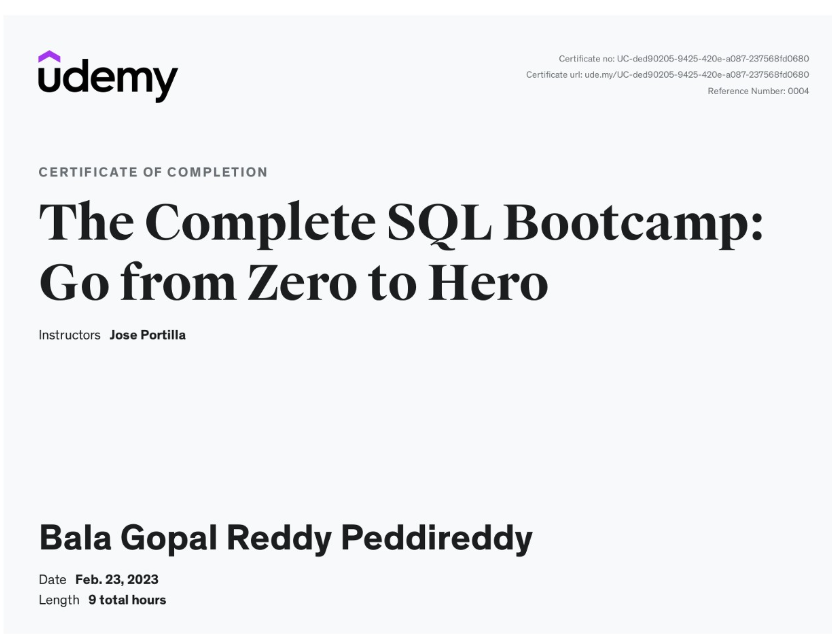 udemy
Certificate no: UC-ded90205-9425-420e-a087-237568fd0680
Certificate url: ude.my/UC-ded90205-9425-420e-a087-237568fd0680
Reference Number: 0004
CERTIFICATE OF COMPLETION
The Complete SQL Bootcamp:
Go from Zero to Hero
Instructors Jose Portilla
Bala Gopal Reddy Peddireddy
Date Feb. 23, 2023
Length 9 total hours